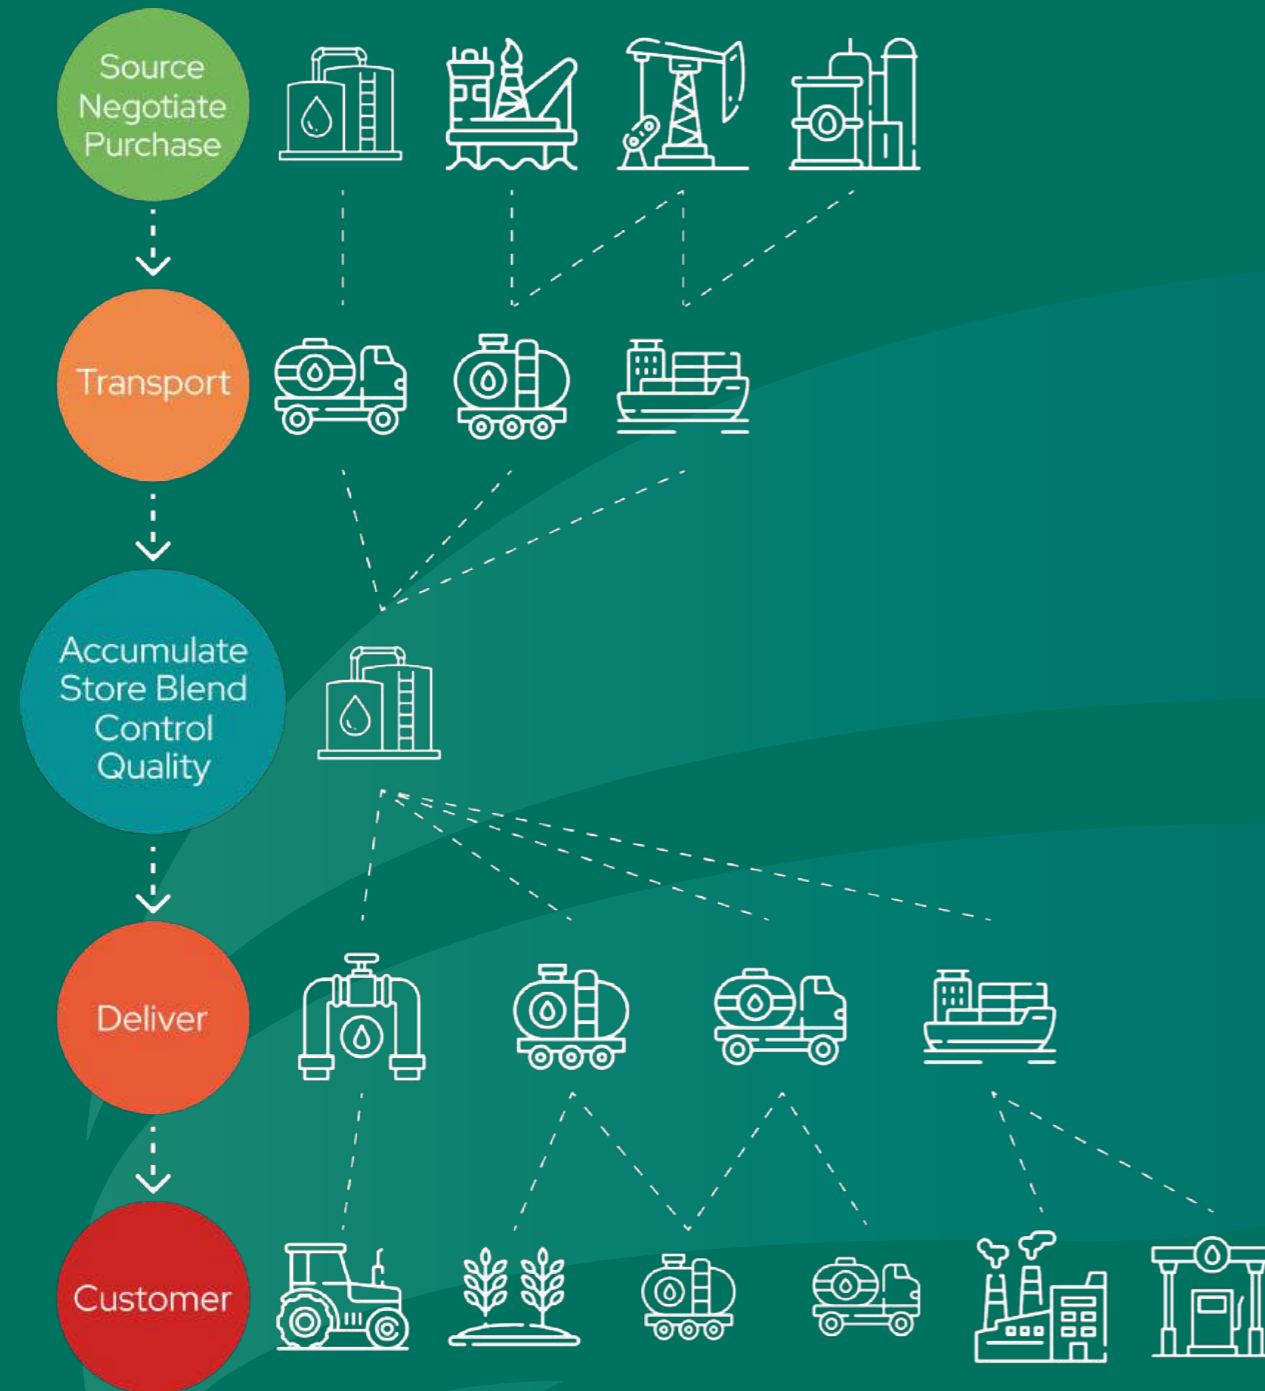 Source
Negotiate
Purchase
Transport
Accumulate
Store Blend
Control
Quality
Deliver
Customer